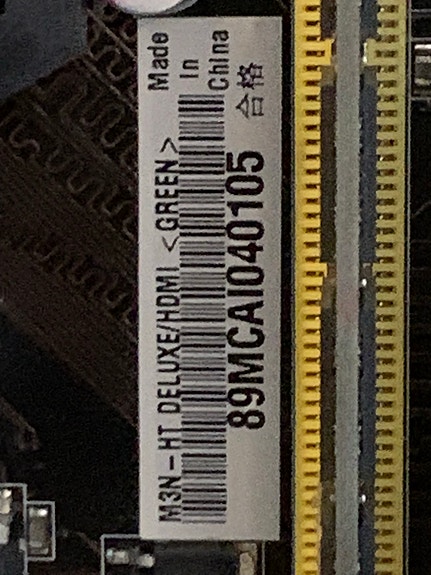 M3N-HT DELUXE/HDMI <GREEN>
89MCAI040105
Made
In
China
合格